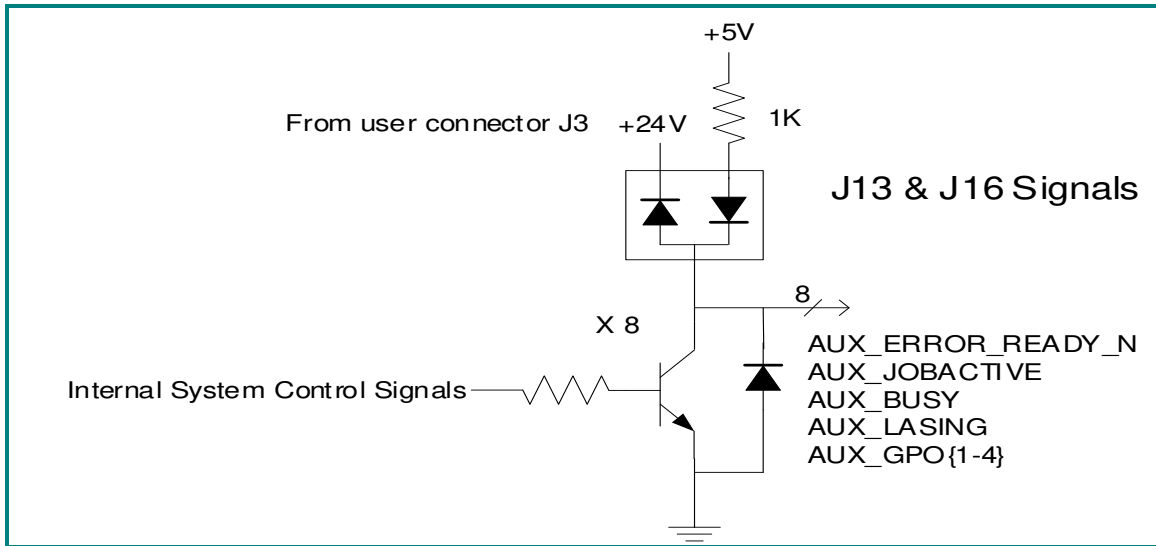 +5V
1K
From user connector J3 +24V
J13 & J16 Signals
8
X 8
AUX_ERROR_READY_N
AUX_JOBACTIVE
AUX_BUSY
AUX_LASING
AUX_GPO{1-4}
Internal System Control Signals